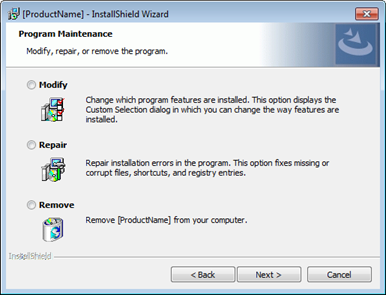 [ProductName] - InstallShield Wizard
Program Maintenance
Modify, repair, or remove the program.
Modify
Change which program features are installed. This option displays the
Custom Selection dialog in which you can change the way features are
installed.
Repair
Repair installation errors in the program. This option fixes missing or
corrupt files, shortcuts, and registry entries.
Remove
Remove [ProductName] from your computer.
InstallShield
< Back
Next >
Cancel